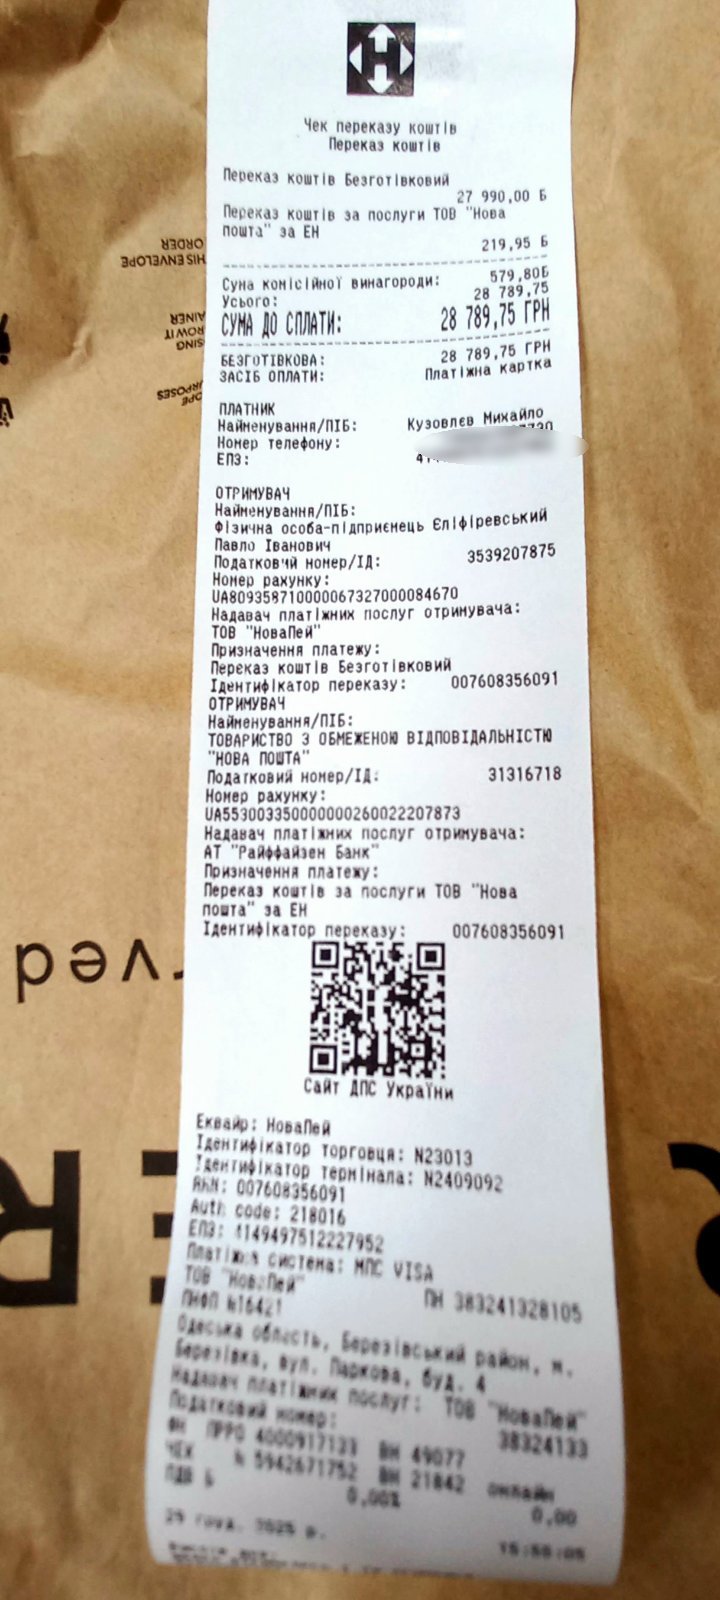 Чек переказу коштів
Переказ коштів
Переказ коштів Безготівковий
27 990,00 Б
Переказ коштів за послуги ТОВ "Нова
пошта" за ЕН
219,95 Б
Сума комісійної винагороди: 579,80Б
Усього: 28 789,75
СУМА ДО СПЛАТИ: 28 789,75 ГРН
БЕЗГОТІВКОВА: 28 789,75 ГРН
ЗАСІБ ОПЛАТИ: Платіжна картка
ПЛАТНИК
Найменування/ПІБ: Кузовлєв Михайло
Номер телефону:
ЕПЗ:
ОТРИМУВАЧ
Найменування/ПІБ:
Фізична особа-підприємець Єліфіревський
Павло Іванович
Податковий номер/ІД: 3539207875
Номер рахунку:
UA809358710000067327000084670
Надавач платіжних послуг отримувача:
ТОВ "НоваПей"
Призначення платежу:
Переказ коштів Безготівковий
Ідентифікатор переказу: 007608356091
ОТРИМУВАЧ
Найменування/ПІБ:
ТОВАРИСТВО З ОБМЕЖЕНОЮ ВІДПОВІДАЛЬНІСТЮ
"НОВА ПОШТА"
Податковий номер/ІД: 31316718
Номер рахунку:
UA553003350000000260022207873
Надавач платіжних послуг отримувача:
АТ "Райффайзен Банк"
Призначення платежу:
Переказ коштів за послуги ТОВ "Нова
пошта" за ЕН
Ідентифікатор переказу: 007608356091
Сайт ДПС України
Еквайр: НоваПей
Ідентифікатор торговця: N23013
Ідентифікатор термінала: N2409092
RRN: 007608356091
Auth code: 218016
ЕПЗ: 4149497512227952
Платіжна система: МПС VISA
ТОВ "НоваПей" ПН 383241328105
ПНФП №16421
Одеська область, Березівський район, м.
Березівка, вул. Паркова, буд. 4
Надавач платіжник послуг: ТОВ "НоваПей"
Податковий номер: 38324133
ФН ПРРО 4000917133 ВН 49077
ЧЕК № 5942671752 ВН 21842 онлайн
ПДВ Б 0,00% 0,00
29 груд. 2025 р.
HIS ENVELOPE
ORDER
rved